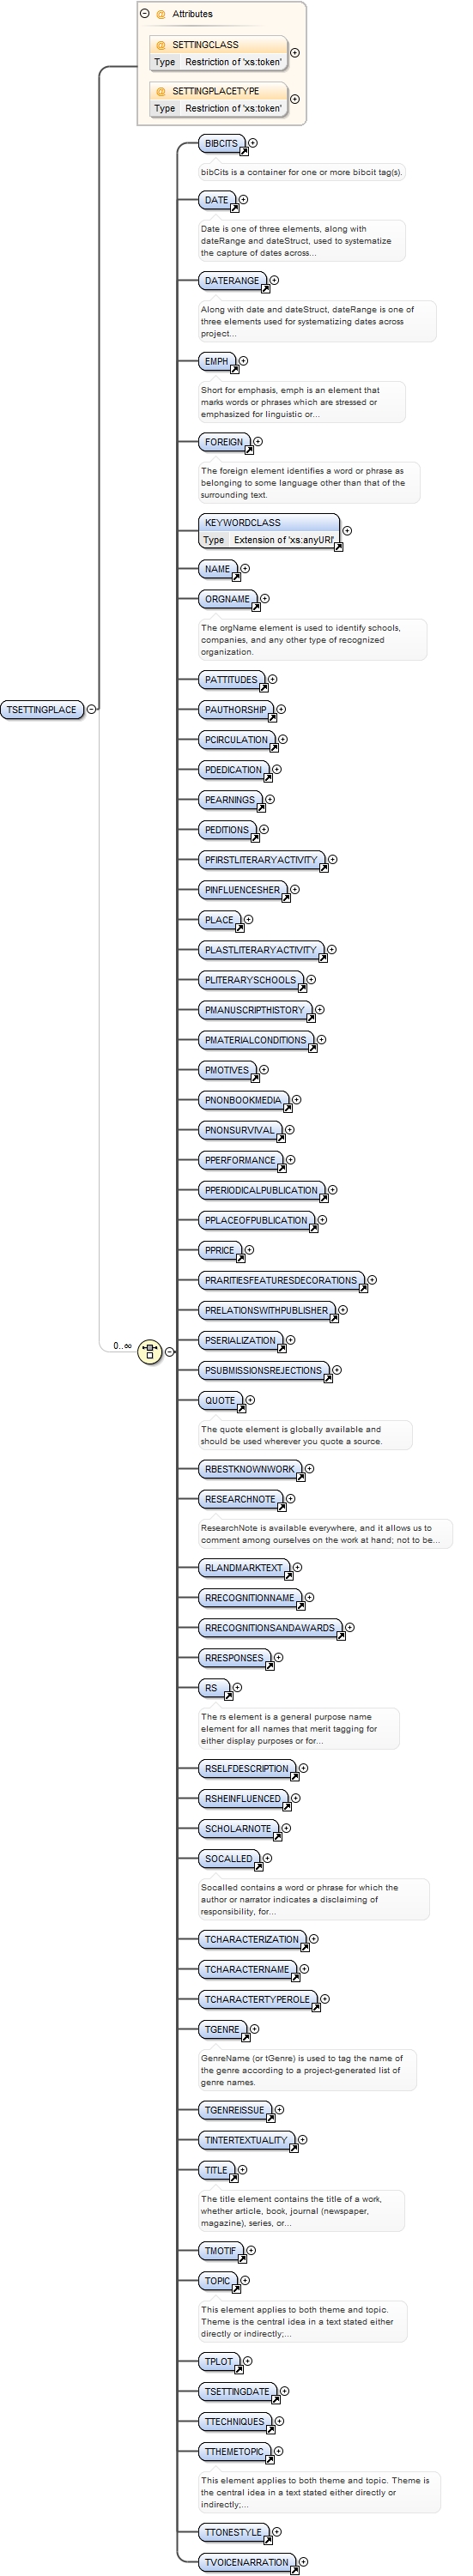 Attributes
@ SETTINGCLASS
Type Restriction of 'xs:token'
@ SETTINGPLACETYPE
Type Restriction of 'xs:token'
BIBCITS
bibCits is a container for one or more bibcit tag(s).
DATE
Date is one of three elements, along with
dateRange and dateStruct, used to systematize
the capture of dates across...
DATERANGE
Along with date and dateStruct, dateRange is one of
three elements used for systematizing dates across
project...
EMPH
Short for emphasis, emph is an element that
marks words or phrases which are stressed or
emphasized for linguistic or...
FOREIGN
The foreign element identifies a word or phrase as
belonging to some language other than that of the
surrounding text.
KEYWORDCLASS
Type Extension of 'xs:anyURI'
NAME
ORGNAME
The orgName element is used to identify schools,
companies, and any other type of recognized
organization.
PATTITUDES
TSETTINGPLACE
PAUTHORSHIP
PCIRCULATION
PDEDICATION
PEARNINGS
PEDITIONS
PFIRSTLITERARYACTIVITY
PINFLUENCESHER
PLACE
PLASTLITERARYACTIVITY
PLITERARYSCHOOLS
PMANUSCRIPTHISTORY
PMATERIALCONDITIONS
PMOTIVES
PNONBOOKMEDIA
PNONSURVIVAL
PPERFORMANCE
PPERIODICALPUBLICATION
PPLACEOFPUBLICATION
PPRICE
PRARITIESFEATURESDECORATIONS
PRELATIONSWITHPUBLISHER
PSERIALIZATION
0..∞
PSUBMISSIONSREJECTIONS
QUOTE
The quote element is globally available and
should be used wherever you quote a source.
RBESTKNOWNWORK
RESEARCHNOTE
ResearchNote is available everywhere, and it allows us to
comment among ourselves on the work at hand; not to be...
RLANDMARKTEXT
RRECOGNITIONNAME
RRECOGNITIONSANDAWARDS
RRESPONSES
RS
The rs element is a general purpose name
element for all names that merit tagging for
either display purposes or for...
RSELFDESCRIPTION
RSHEINFLUENCED
SCHOLARNOTE
SOCALLED
Socalled contains a word or phrase for which the
author or narrator indicates a disclaiming of
responsibility, for...
TCHARACTERIZATION
TCHARACTERNAME
TCHARACTERTYPEROLE
TGENRE
GenreName (or tGenre) is used to tag the name of
the genre according to a project-generated list of
genre names.
TGENREISSUE
TINTERTEXTUALITY
TITLE
The title element contains the title of a work,
whether article, book, journal (newspaper,
magazine), series, or...
TMOTIF
TOPIC
This element applies to both theme and topic.
Theme is the central idea in a text stated either
directly or indirectly;...
TPLOT
TSETTINGDATE
TTECHNIQUES
TTHEMETOPIC
This element applies to both theme and topic. Theme is
the central idea in a text stated either directly or
indirectly;...
TTONESTYLE
TVOICENARRATION